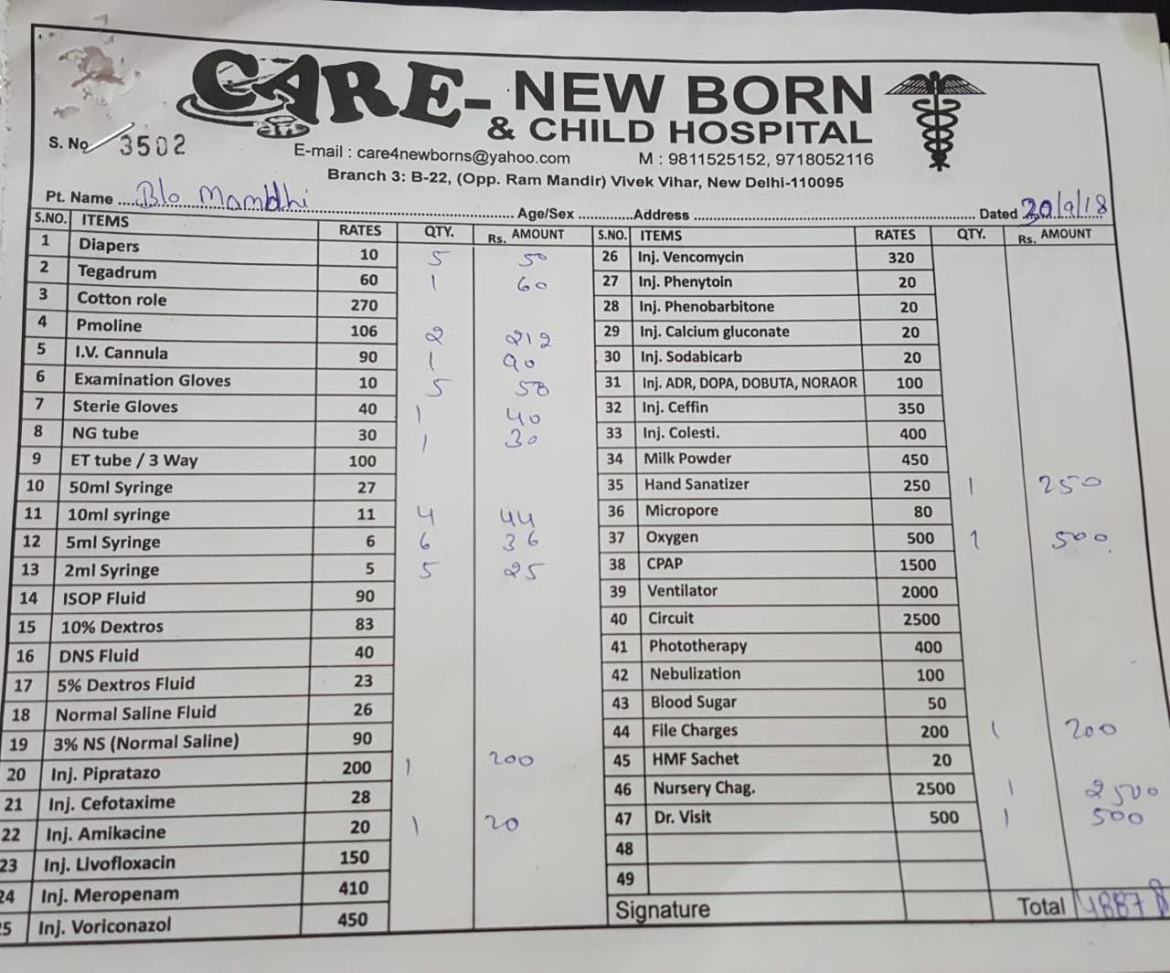 CARE- NEW BORN
& CHILD HOSPITAL
S. No 3502
E-mail : care4newborns@yahoo.com M : 9811525152, 9718052116
Branch 3: B-22, (Opp. Ram Mandir) Vivek Vihar, New Delhi-110095
Pt. Name B/o Mambhi Age/Sex Address Dated 20/9/18
S.NO. ITEMS RATES QTY. Rs. AMOUNT
1 Diapers 10 5 50
2 Tegadrum 60 1 60
3 Cotton role 270
4 Pmoline 106 2 212
5 I.V. Cannula 90 1 90
6 Examination Gloves 10 5 50
7 Sterie Gloves 40 1 40
8 NG tube 30 1 30
9 ET tube / 3 Way 100
10 50ml Syringe 27
11 10ml syringe 11 4 44
12 5ml Syringe 6 6 36
13 2ml Syringe 5 5 25
14 ISOP Fluid 90
15 10% Dextros 83
16 DNS Fluid 40
17 5% Dextros Fluid 23
18 Normal Saline Fluid 26
19 3% NS (Normal Saline) 90
20 Inj. Pipratazo 200 1 200
21 Inj. Cefotaxime 28
22 Inj. Amikacine 20 1 20
23 Inj. Livofloxacin 150
24 Inj. Meropenam 410
5 Inj. Voriconazol 450
S.NO. ITEMS RATES QTY. Rs. AMOUNT
26 Inj. Vencomycin 320
27 Inj. Phenytoin 20
28 Inj. Phenobarbitone 20
29 Inj. Calcium gluconate 20
30 Inj. Sodabicarb 20
31 Inj. ADR, DOPA, DOBUTA, NORAOR 100
32 Inj. Ceffin 350
33 Inj. Colesti. 400
34 Milk Powder 450
35 Hand Sanatizer 250 1 250
36 Micropore 80
37 Oxygen 500 1 500
38 CPAP 1500
39 Ventilator 2000
40 Circuit 2500
41 Phototherapy 400
42 Nebulization 100
43 Blood Sugar 50
44 File Charges 200 1 200
45 HMF Sachet 20
46 Nursery Chag. 2500 1 2500
47 Dr. Visit 500 1 500
48
49
Signature Total 4887